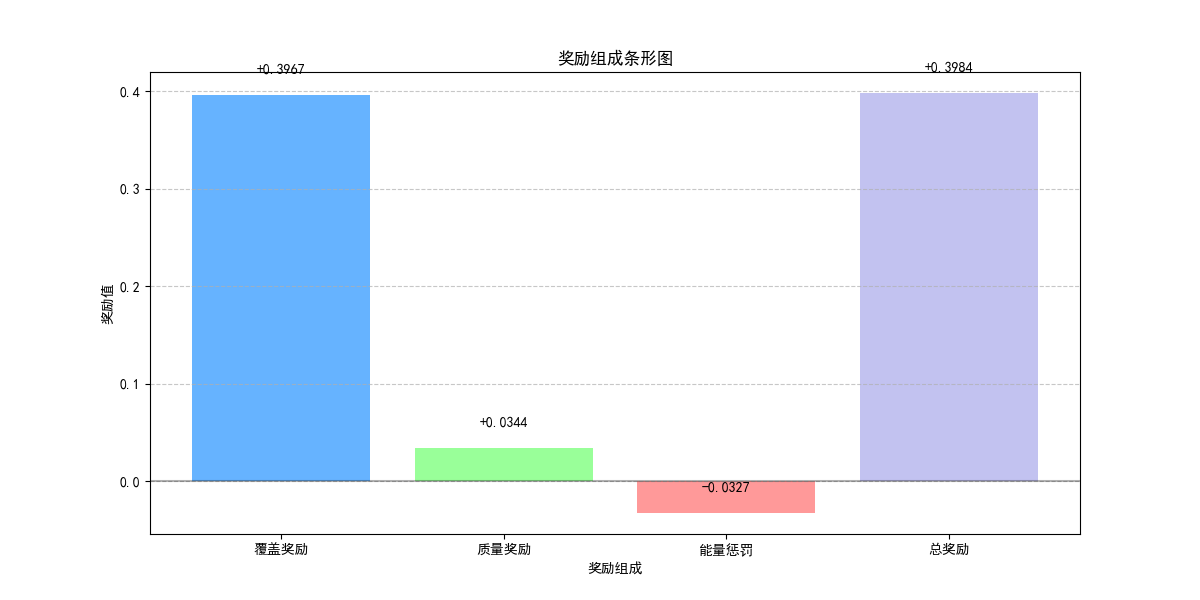 奖励组成条形图
+0.3967
+0.3984
0.4
0.3
0.2
0.1
0.0
奖励值
+0.0344
−0.0327
覆盖奖励
质量奖励
能量惩罚
总奖励
奖励组成